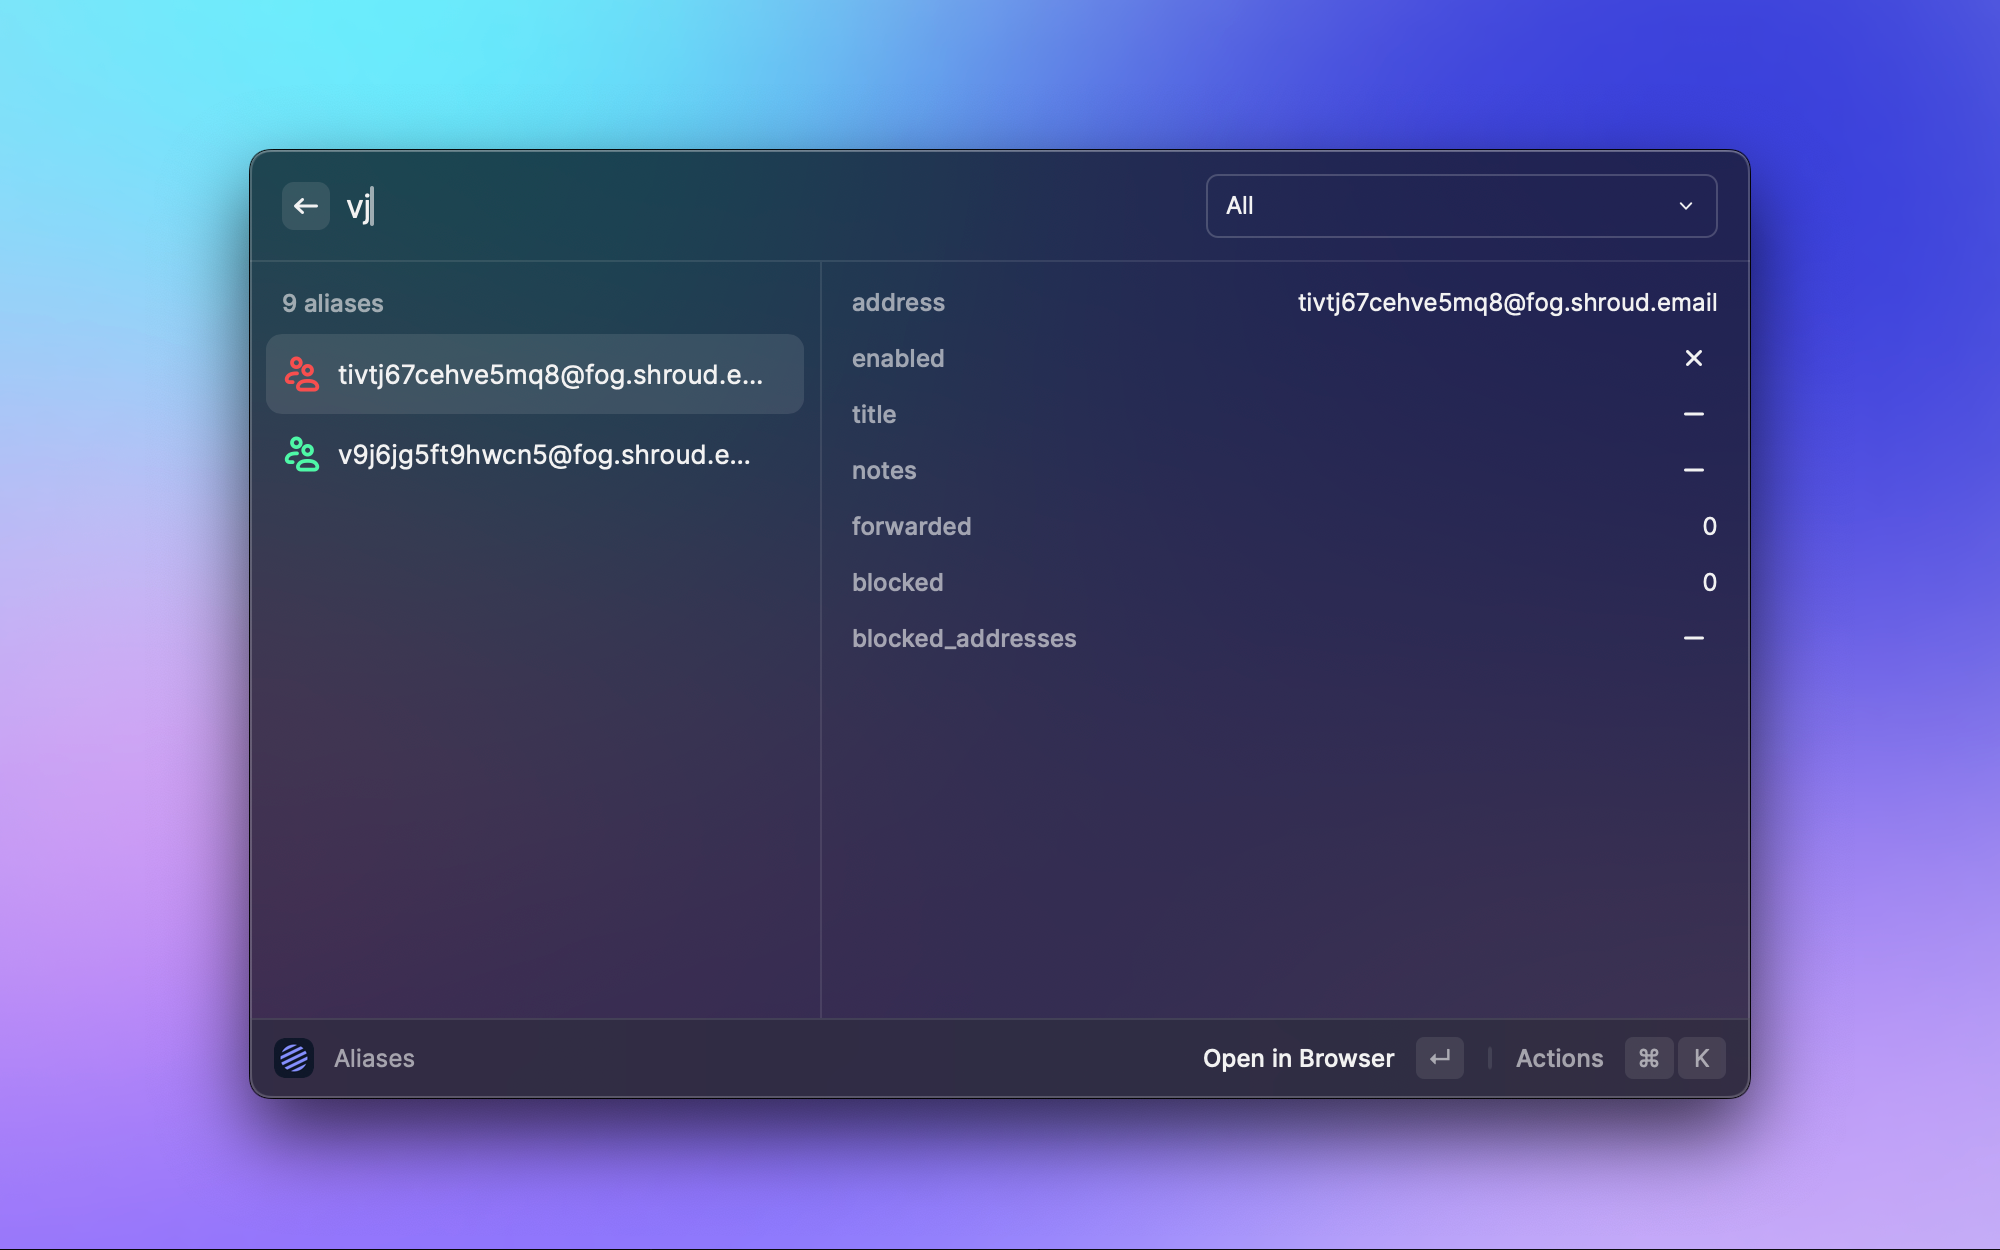 vj
All
9 aliases
tivtj67cehve5mq8@fog.shroud.e...
v9j6jg5ft9hwcn5@fog.shroud.e...
address tivtj67cehve5mq8@fog.shroud.email
enabled ✕
title —
notes —
forwarded 0
blocked 0
blocked_addresses —
Aliases
Open in Browser ↵ | Actions ⌘ K